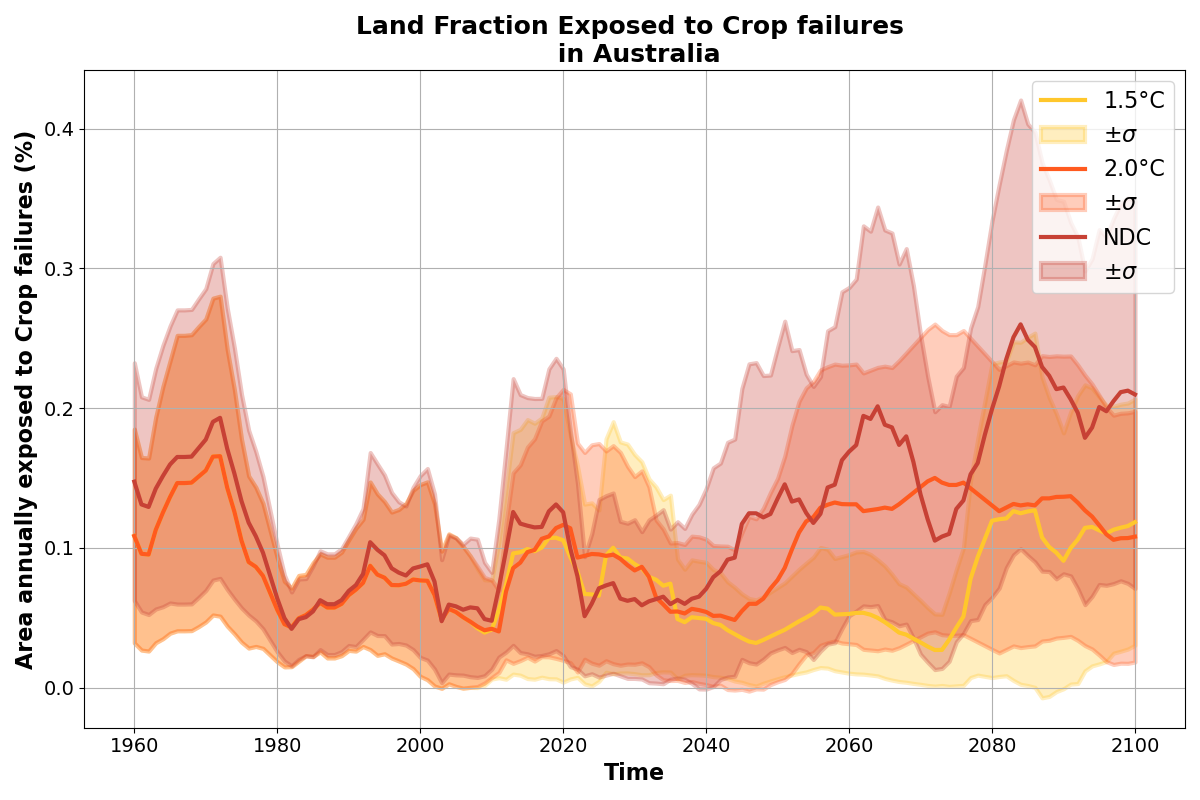 Land Fraction Exposed to Crop failures
in Australia
Area annually exposed to Crop failures (%)
0.4
0.3
0.2
0.1
0.0
1.5°C
±σ
2.0°C
±σ
NDC
±σ
1960 1980 2000 2020 2040 2060 2080 2100
Time